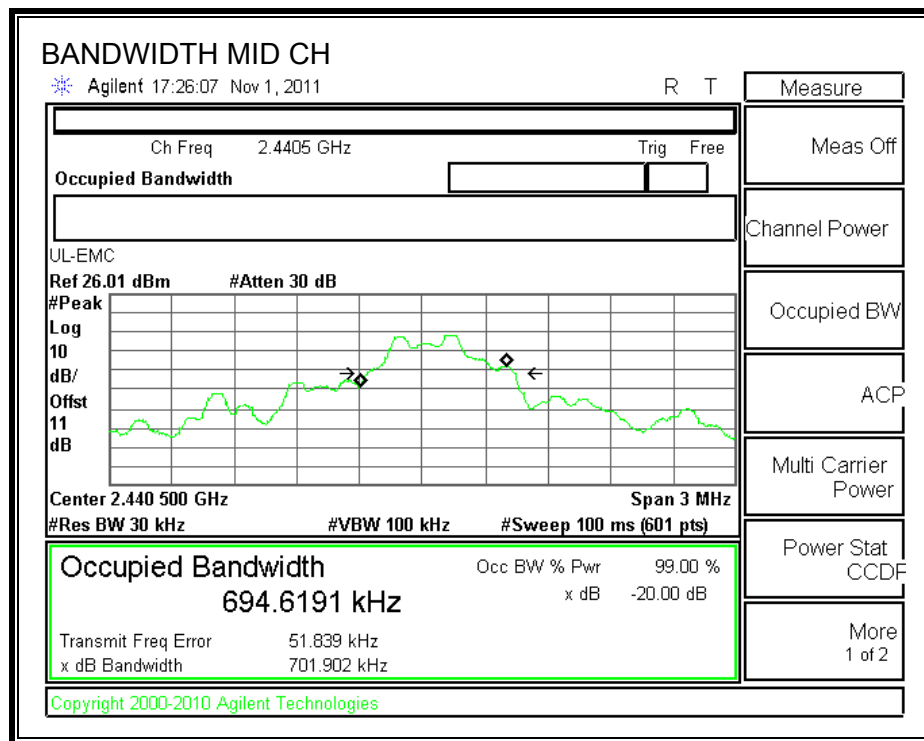 BANDWIDTH MID CH
Agilent 17:26:07 Nov 1, 2011 R T
Measure
Ch Freq 2.4405 GHz Trig Free
Meas Off
Occupied Bandwidth
Channel Power
UL-EMC
Ref 26.01 dBm #Atten 30 dB
#Peak
Log
10
dB/
Offst
11
dB
Occupied BW
ACP
Multi Carrier
Power
Center 2.440 500 GHz Span 3 MHz
#Res BW 30 kHz #VBW 100 kHz #Sweep 100 ms (601 pts)
Power Stat
CCDF
Occupied Bandwidth Occ BW % Pwr 99.00 %
694.6191 kHz x dB -20.00 dB
Transmit Freq Error 51.839 kHz
x dB Bandwidth 701.902 kHz
More
1 of 2
Copyright 2000-2010 Agilent Technologies